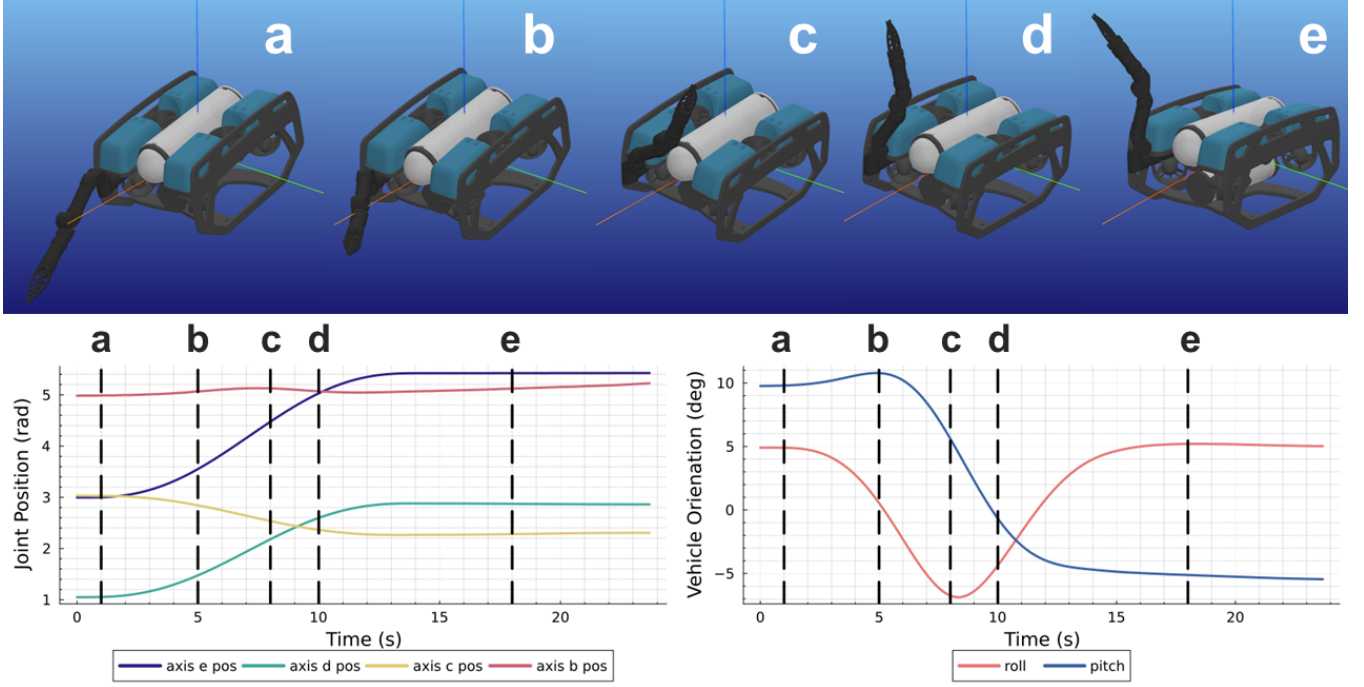 a b c d e
a b c d e
5
3
2
1
Joint Position (rad)
0 5 10 15 20
Time (s)
axis e pos axis d pos axis c pos axis b pos
a b c d e
10
5
0
−5
Vehicle Orienation (deg)
0 5 10 15 20
Time (s)
roll pitch